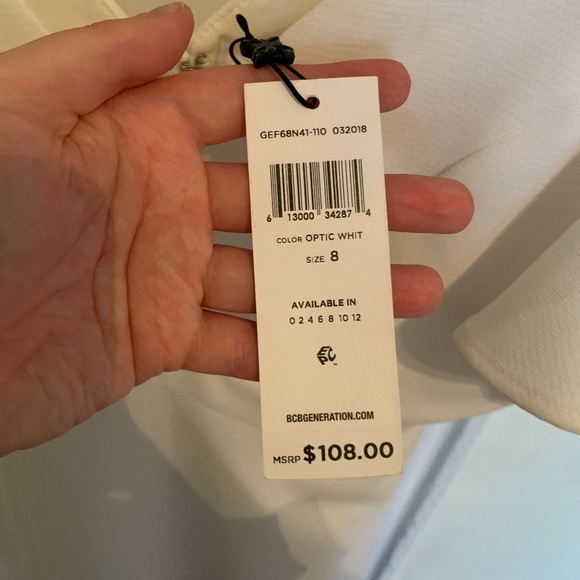 GEF68N41-110 032018
6 13000 34287 4
COLOR OPTIC WHIT
SIZE 8
AVAILABLE IN
0 2 4 6 8 10 12
BCBGENERATION.COM
MSRP $108.00